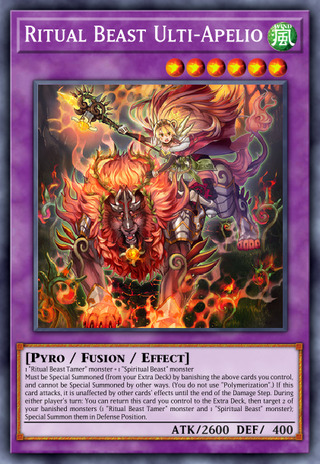 Ritual Beast Ulti-Apelio
WIND
風
[Pyro / Fusion / Effect]
1 "Ritual Beast Tamer" monster + 1 "Spiritual Beast" monster
Must be Special Summoned (from your Extra Deck) by banishing the above cards you control,
and cannot be Special Summoned by other ways. (You do not use "Polymerization".) If this
card attacks, it is unaffected by other cards' effects until the end of the Damage Step. During
either player's turn: You can return this card you control to the Extra Deck, then target 2
of your banished monsters (1 "Ritual Beast Tamer" monster and 1 "Spiritual Beast" monster);
Special Summon them in Defense Position.
ATK/2600 DEF/ 400